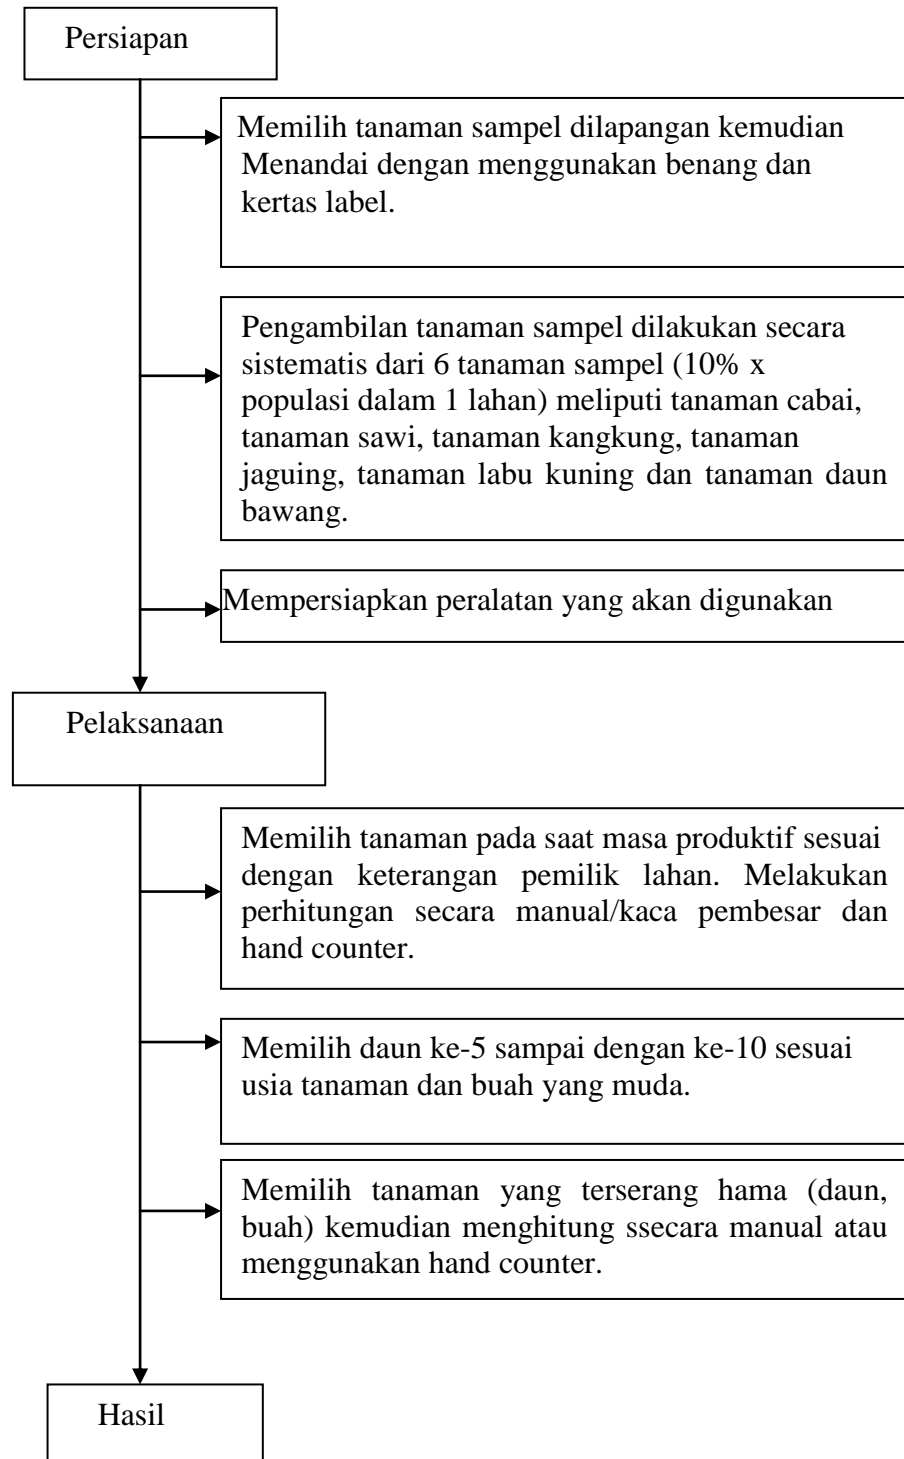 Persiapan
Memilih tanaman sampel dilapangan kemudian
Menandai dengan menggunakan benang dan
kertas label.
Pengambilan tanaman sampel dilakukan secara
sistematis dari 6 tanaman sampel (10% x
populasi dalam 1 lahan) meliputi tanaman cabai,
tanaman sawi, tanaman kangkung, tanaman
jaguing, tanaman labu kuning dan tanaman daun
bawang.
Mempersiapkan peralatan yang akan digunakan
Pelaksanaan
Memilih tanaman pada saat masa produktif sesuai
dengan keterangan pemilik lahan. Melakukan
perhitungan secara manual/kaca pembesar dan
hand counter.
Memilih daun ke-5 sampai dengan ke-10 sesuai
usia tanaman dan buah yang muda.
Memilih tanaman yang terserang hama (daun,
buah) kemudian menghitung ssecara manual atau
menggunakan hand counter.
Hasil